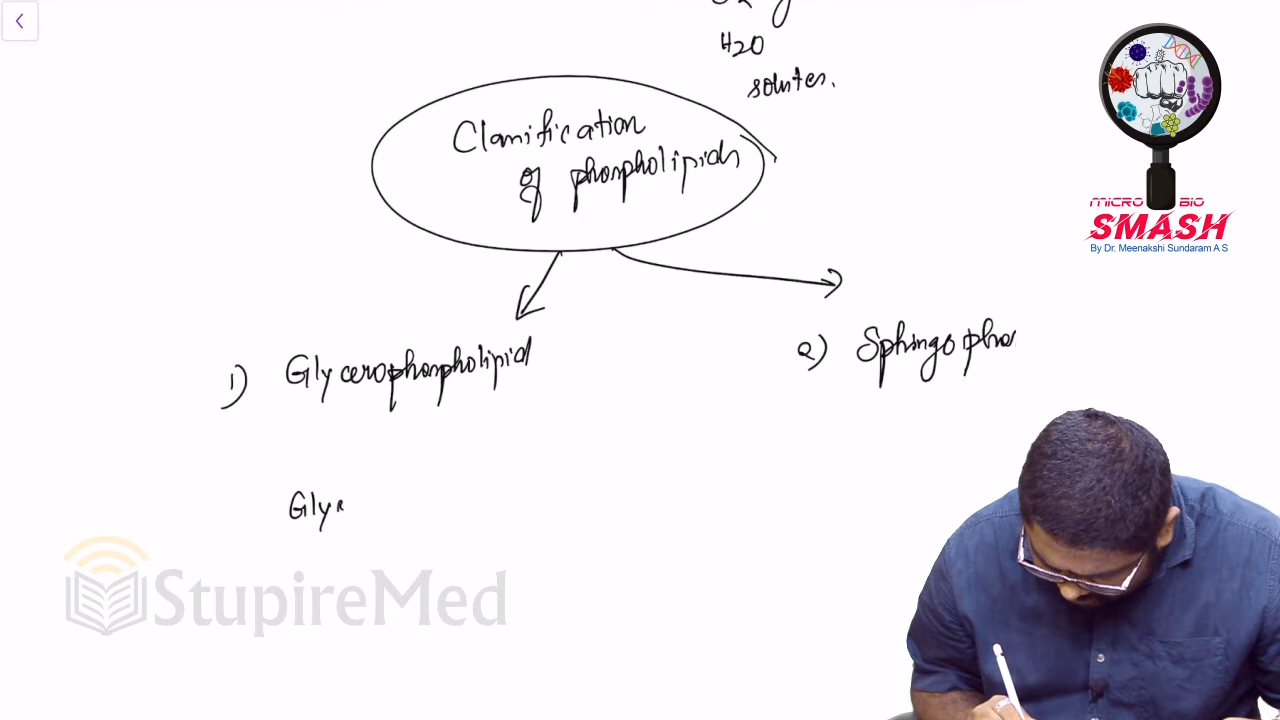 H2O
solutes.
Classification
of phospholipids
1) Glycerophospholipid
2) Sphingopho
Glyc
MICRO BIO
SMASH
By Dr. Meenakshi Sundaram A S
StupireMed